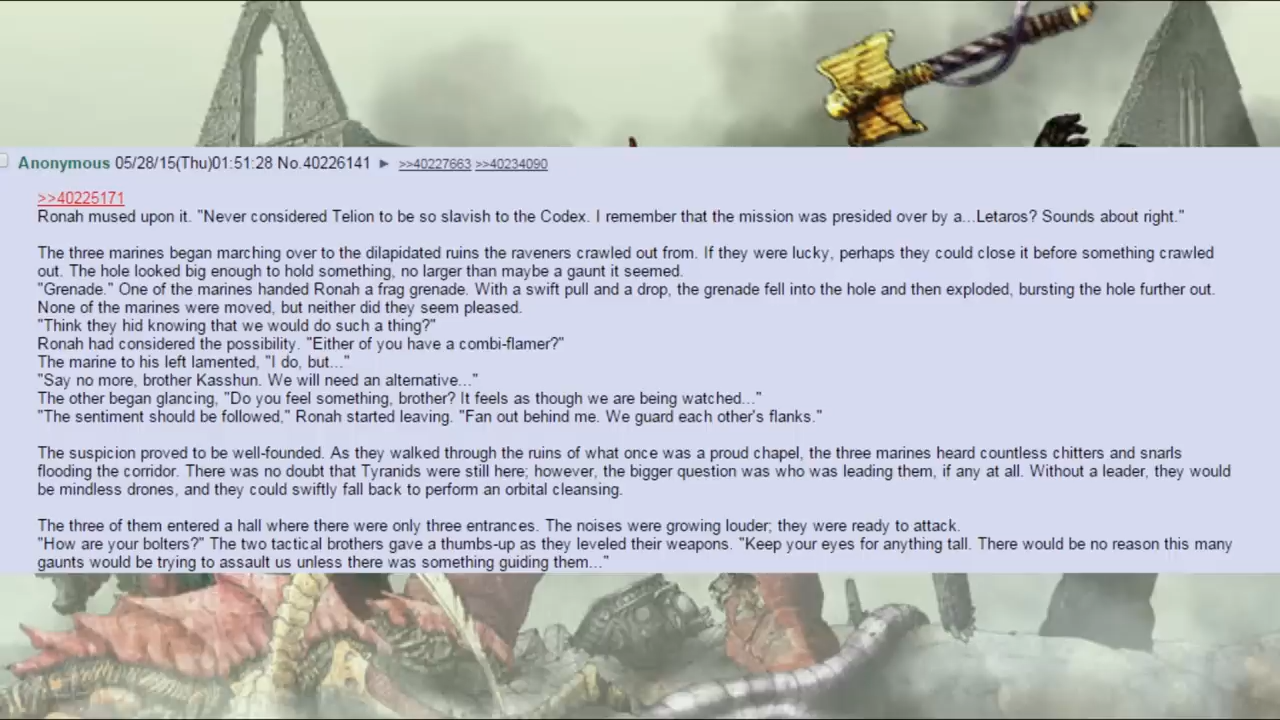 Anonymous 05/28/15(Thu)01:51:28 No.40226141 ► >>40227663 >>40234090
>>40225171
Ronah mused upon it. "Never considered Telion to be so slavish to the Codex. I remember that the mission was presided over by a...Letaros? Sounds about right."
The three marines began marching over to the dilapidated ruins the raveners crawled out from. If they were lucky, perhaps they could close it before something crawled
out. The hole looked big enough to hold something, no larger than maybe a gaunt it seemed.
"Grenade." One of the marines handed Ronah a frag grenade. With a swift pull and a drop, the grenade fell into the hole and then exploded, bursting the hole further out.
None of the marines were moved, but neither did they seem pleased.
"Think they hid knowing that we would do such a thing?"
Ronah had considered the possibility. "Either of you have a combi-flamer?"
The marine to his left lamented, "I do, but..."
"Say no more, brother Kasshun. We will need an alternative..."
The other began glancing, "Do you feel something, brother? It feels as though we are being watched..."
"The sentiment should be followed," Ronah started leaving. "Fan out behind me. We guard each other's flanks."
The suspicion proved to be well-founded. As they walked through the ruins of what once was a proud chapel, the three marines heard countless chitters and snarls
flooding the corridor. There was no doubt that Tyranids were still here; however, the bigger question was who was leading them, if any at all. Without a leader, they would
be mindless drones, and they could swiftly fall back to perform an orbital cleansing.
The three of them entered a hall where there were only three entrances. The noises were growing louder; they were ready to attack.
"How are your bolters?" The two tactical brothers gave a thumbs-up as they leveled their weapons. "Keep your eyes for anything tall. There would be no reason this many
gaunts would be trying to assault us unless there was something guiding them..."